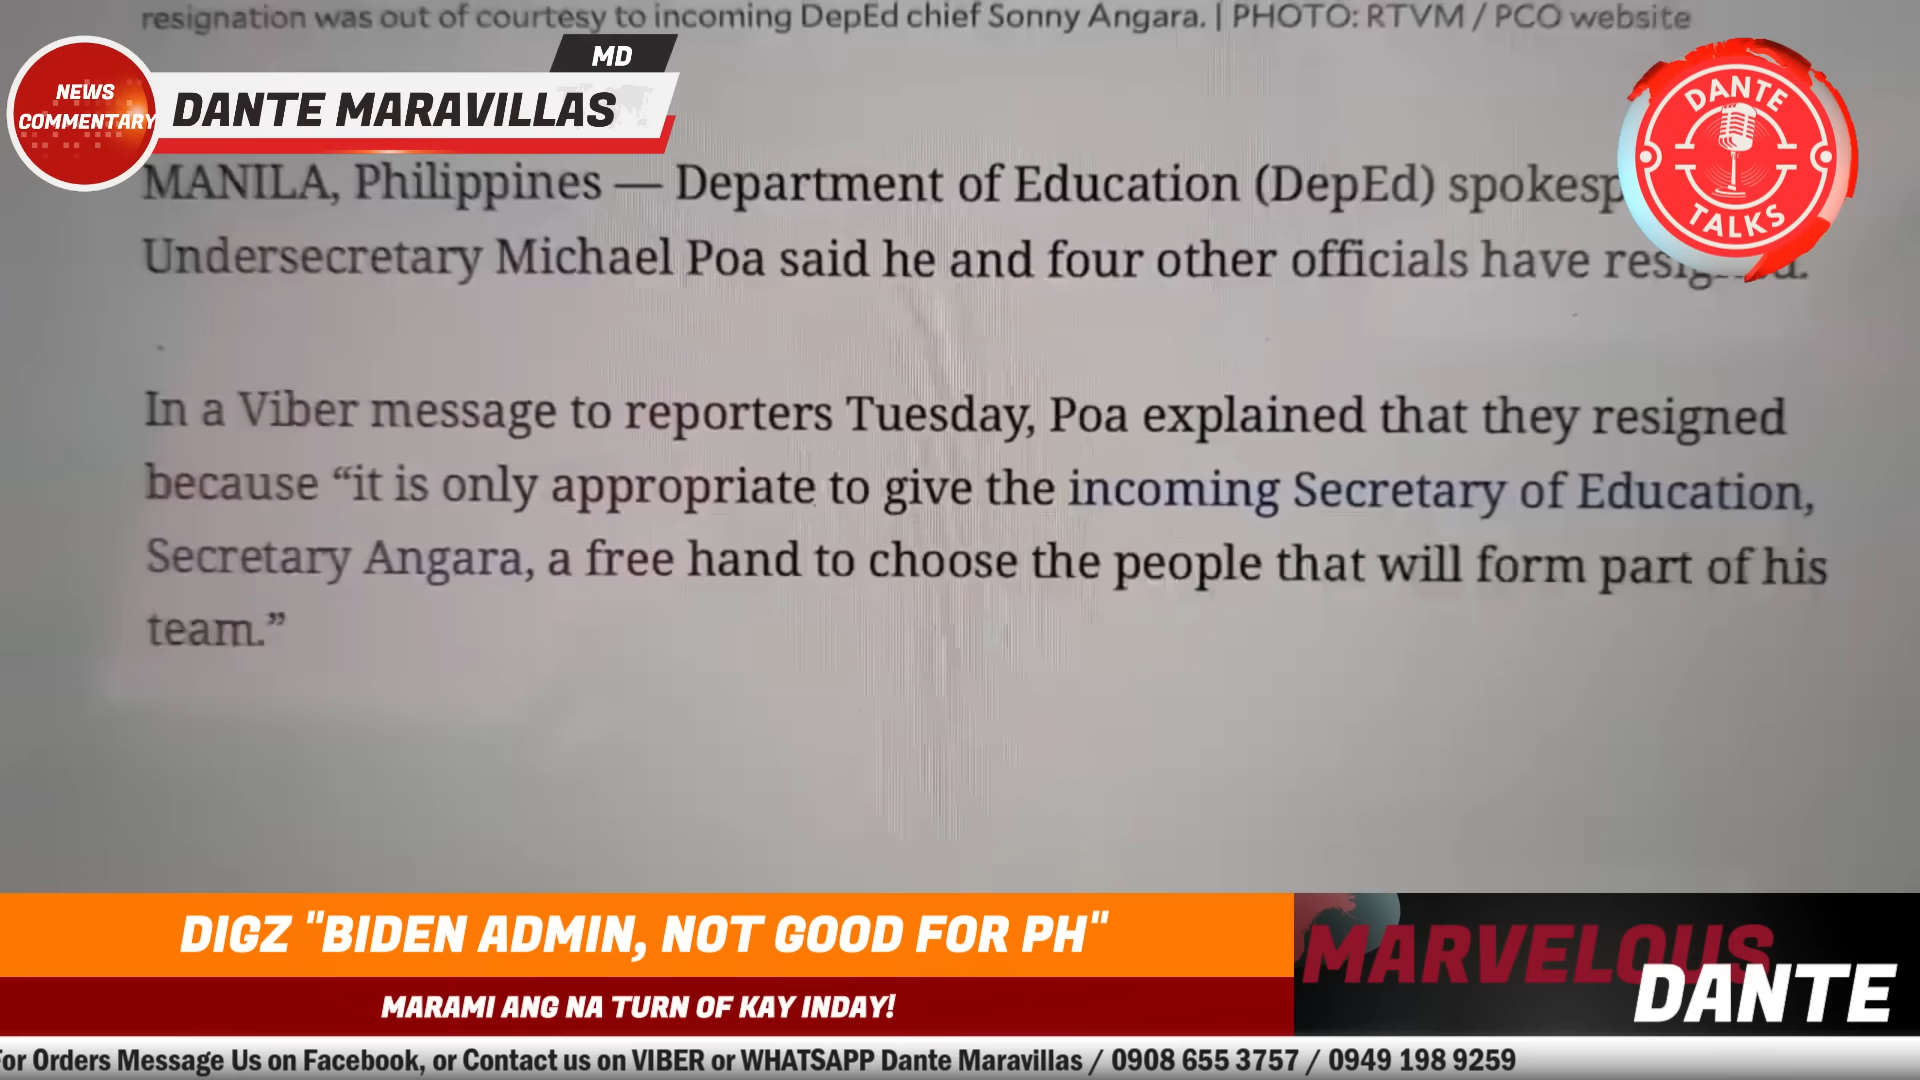 resignation was out of courtesy to incoming DepEd chief Sonny Angara. | PHOTO: RTVM / PCO website
MD
NEWS
COMMENTARY
DANTE MARAVILLAS
DANTE
TALKS
MANILA, Philippines — Department of Education (DepEd)
Undersecretary Michael Poa said he and four other officials have
In a Viber message to reporters Tuesday, Poa explained that they resigned
because “it is only appropriate to give the incoming Secretary of Education,
Secretary Angara, a free hand to choose the people that will form part of his
team.”
DIGZ "BIDEN ADMIN, NOT GOOD FOR PH"
MARAMI ANG NA TURN OF KAY INDAY!
MARVELOUS
DANTE
For Orders Message Us on Facebook, or Contact us on VIBER or WHATSAPP Dante Maravillas / 0908 655 3757 / 0949 198 9259